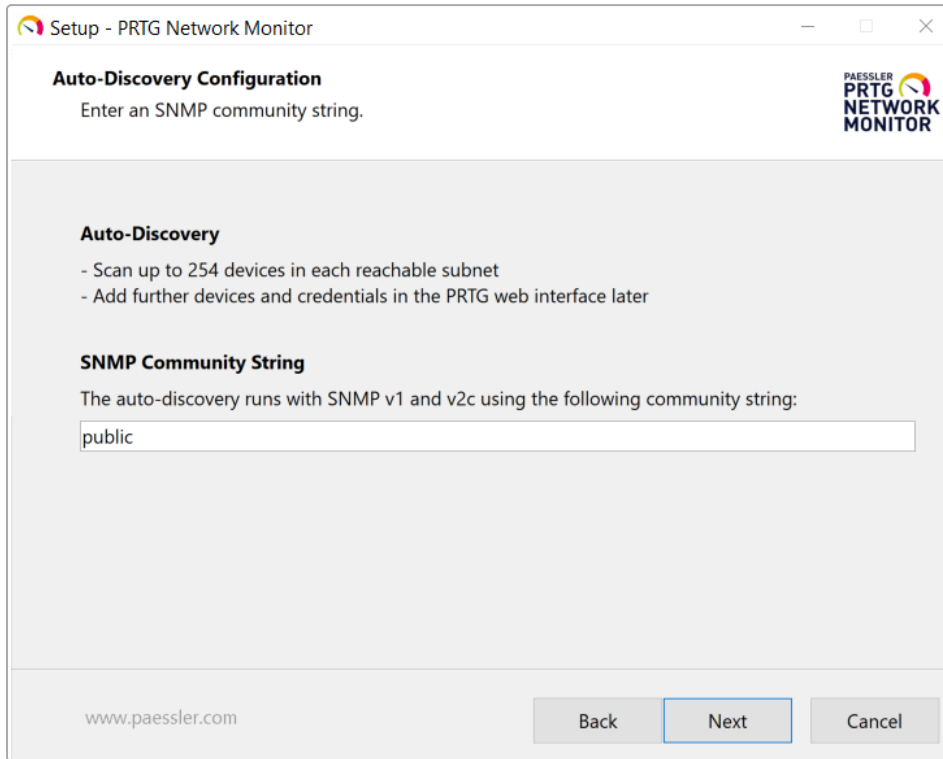 Setup - PRTG Network Monitor
Auto-Discovery Configuration
Enter an SNMP community string.
PAESSLER
PRTG
NETWORK
MONITOR
Auto-Discovery
- Scan up to 254 devices in each reachable subnet
- Add further devices and credentials in the PRTG web interface later
SNMP Community String
The auto-discovery runs with SNMP v1 and v2c using the following community string:
public
www.paessler.com
Back
Next
Cancel